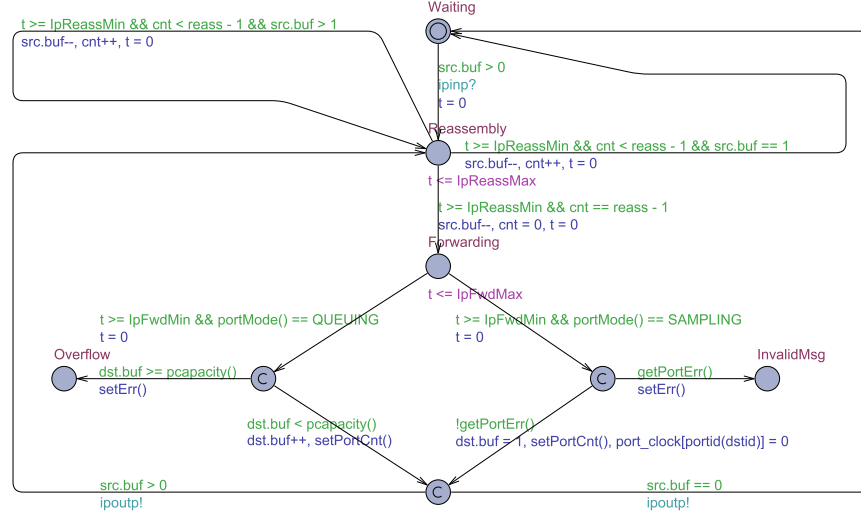 Waiting
t >= IpReassMin && cnt < reass - 1 && src.buf > 1
src.buf--, cnt++, t = 0
src.buf > 0
ipinp?
t = 0
Reassembly
t >= IpReassMin && cnt < reass - 1 && src.buf == 1
src.buf--, cnt++, t = 0
t <= IpReassMax
t >= IpReassMin && cnt == reass - 1
src.buf--, cnt = 0, t = 0
Forwarding
t <= IpFwdMax
t >= IpFwdMin && portMode() == QUEUING
t = 0
t >= IpFwdMin && portMode() == SAMPLING
t = 0
Overflow
InvalidMsg
dst.buf >= pcapacity()
setErr()
C
C
getPortErr()
setErr()
dst.buf < pcapacity()
dst.buf++, setPortCnt()
!getPortErr()
dst.buf = 1, setPortCnt(), port_clock[portid(dstid)] = 0
src.buf > 0
ipoutp!
C
src.buf == 0
ipoutp!